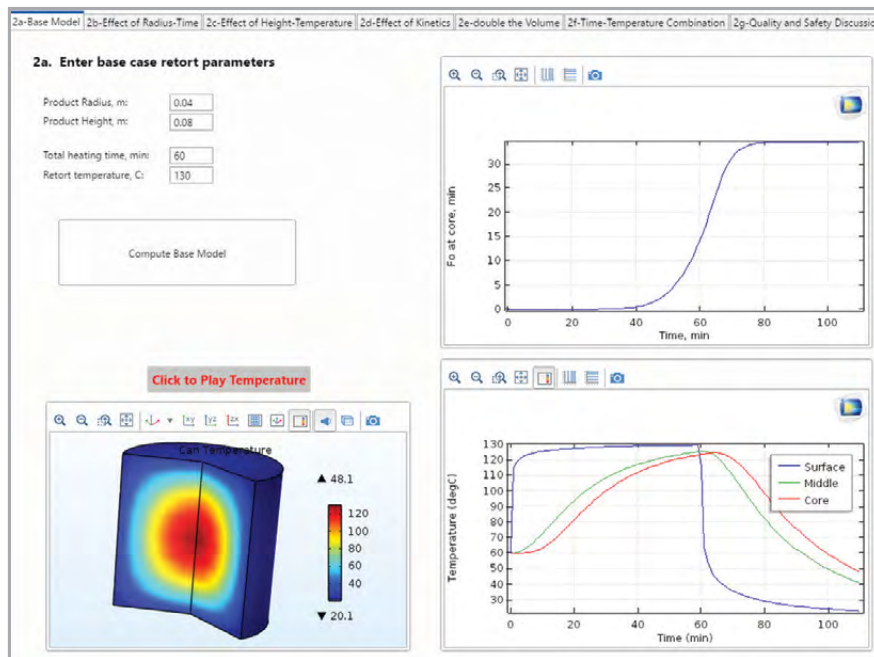 2a-Base Model 2b-Effect of Radius-Time 2c-Effect of Height-Temperature 2d-Effect of Kinetics 2e-double the Volume 2f-Time-Temperature Combination 2g-Quality and Safety Discussio
2a. Enter base case retort parameters
Product Radius, m: 0.04
Product Height, m: 0.08
Total heating time, min: 60
Retort temperature, C: 130
Compute Base Model
Fo at core, min
30
25
20
15
10
5
0
0 20 40 60 80 100
Time, min
Click to Play Temperature
xy yz zx
Can Temperature
▲ 48.1
120
100
80
60
40
▼ 20.1
Temperature (degC)
130
120
110
100
90
80
70
60
50
40
30
Surface
Middle
Core
0 20 40 60 80 100
Time (min)